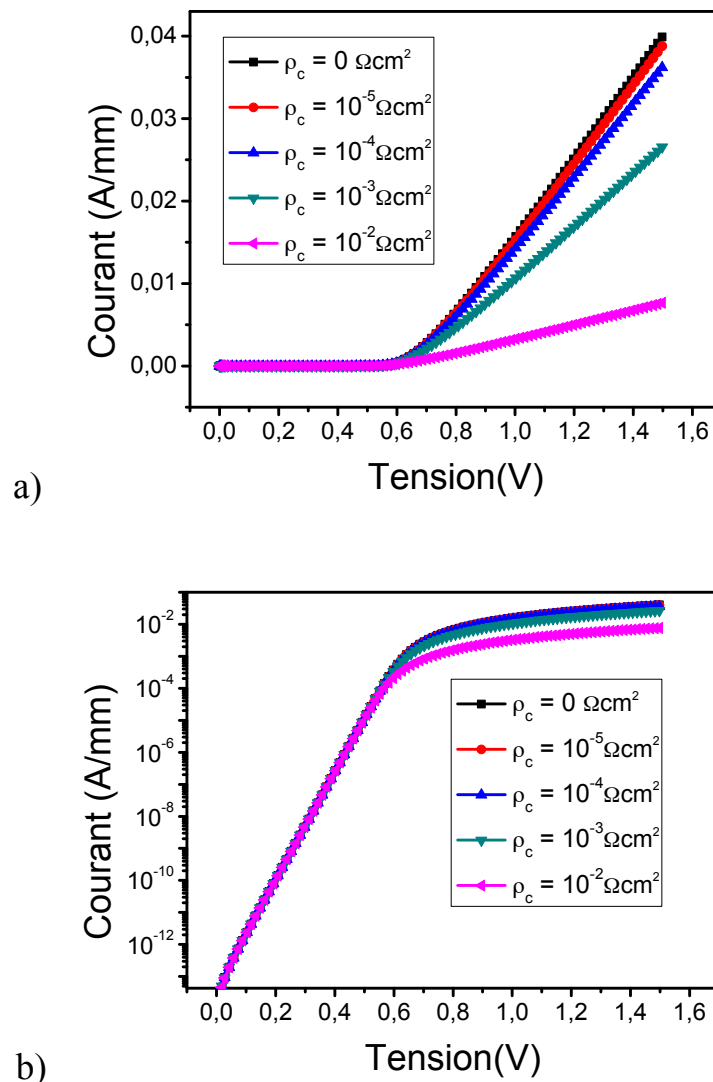 0,04
0,03
0,02
0,01
0,00
Courant (A/mm)
ρc = 0 Ωcm²
ρc = 10⁻⁵Ωcm²
ρc = 10⁻⁴Ωcm²
ρc = 10⁻³Ωcm²
ρc = 10⁻²Ωcm²
0,0 0,2 0,4 0,6 0,8 1,0 1,2 1,4 1,6
Tension(V)
a)
10⁻²
10⁻⁴
10⁻⁶
10⁻⁸
10⁻¹⁰
10⁻¹²
Courant (A/mm)
ρc = 0 Ωcm²
ρc = 10⁻⁵Ωcm²
ρc = 10⁻⁴Ωcm²
ρc = 10⁻³Ωcm²
ρc = 10⁻²Ωcm²
0,0 0,2 0,4 0,6 0,8 1,0 1,2 1,4 1,6
Tension(V)
b)